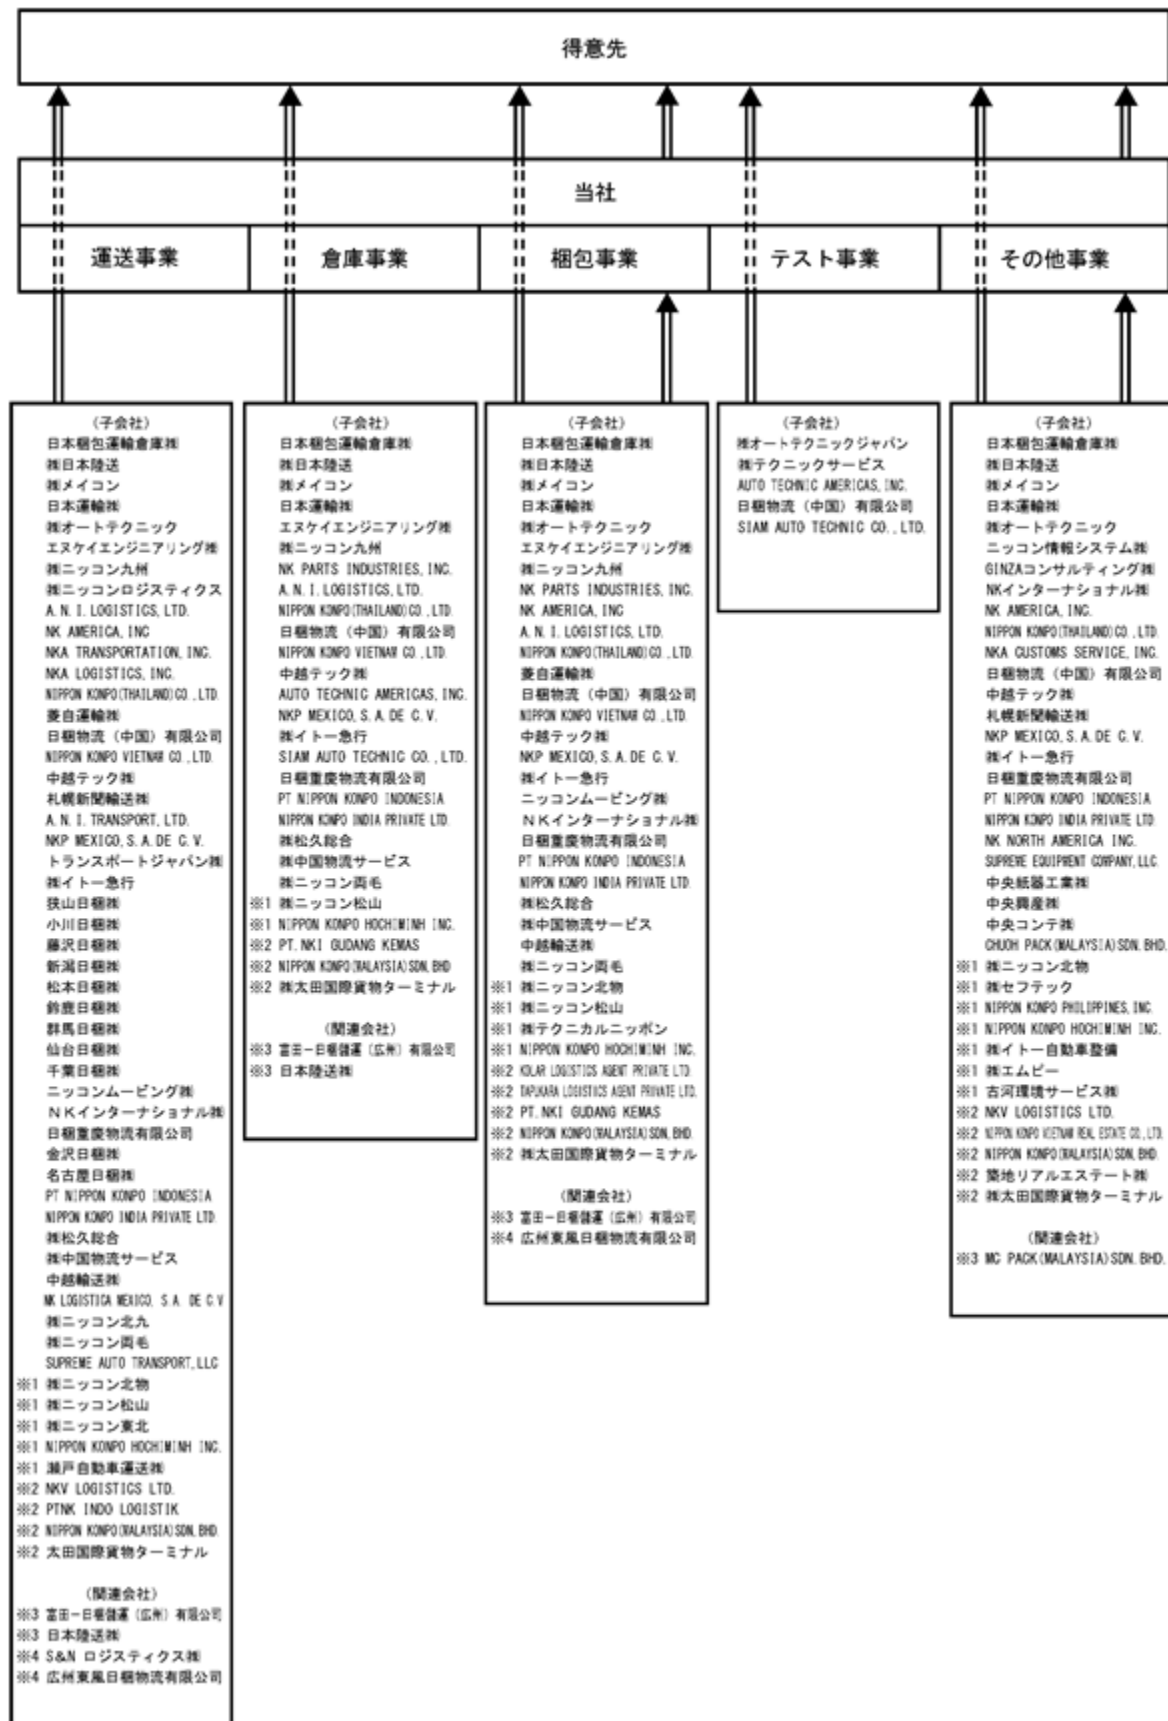 得意先
当社
運送事業
倉庫事業
梱包事業
テスト事業
その他事業
(子会社)
日本梱包運輸倉庫㈱
㈱日本陸送
㈱メイコン
日本運輸㈱
㈱オートテクニック
エヌケイエンジニアリング㈱
㈱ニッコン九州
㈱ニッコンロジスティクス
A.N.I.LOGISTICS, LTD.
NK AMERICA, INC
NKA TRANSPORTATION, INC.
NKA LOGISTICS, INC.
NIPPON KONPO(THAILAND)CO.,LTD.
菱自運輸㈱
日梱物流（中国）有限公司
NIPPON KONPO VIETNAM CO.,LTD.
中越テック㈱
札幌新聞輸送㈱
A.N.I.TRANSPORT, LTD.
NKP MEXICO, S.A. DE C.V.
トランスポートジャパン㈱
㈱イトー急行
狭山日梱㈱
小川日梱㈱
藤沢日梱㈱
新潟日梱㈱
松本日梱㈱
鈴鹿日梱㈱
群馬日梱㈱
仙台日梱㈱
千葉日梱㈱
ニッコンムービング㈱
ＮＫインターナショナル㈱
日梱重慶物流有限公司
金沢日梱㈱
名古屋日梱㈱
PT NIPPON KONPO INDONESIA
NIPPON KONPO INDIA PRIVATE LTD.
㈱松久総合
㈱中国物流サービス
中越輸送㈱
NK LOGISTICA MEXICO, S.A. DE C.V
㈱ニッコン北九
㈱ニッコン両毛
SUPREME AUTO TRANSPORT, LLC
※1 ㈱ニッコン北物
※1 ㈱ニッコン松山
※1 ㈱ニッコン東北
※1 NIPPON KONPO HOCHIMINH INC.
※1 瀬戸自動車運送㈱
※2 NKV LOGISTICS LTD.
※2 PTNK INDO LOGISTIK
※2 NIPPON KONPO(MALAYSIA)SDN.BHD.
※2 太田国際貨物ターミナル
(関連会社)
※3 富田－日梱儲運（広州）有限公司
※3 日本陸送㈱
※4 S&N ロジスティクス㈱
※4 広州東風日梱物流有限公司
(子会社)
日本梱包運輸倉庫㈱
㈱日本陸送
㈱メイコン
日本運輸㈱
エヌケイエンジニアリング㈱
㈱ニッコン九州
NK PARTS INDUSTRIES, INC.
A.N.I.LOGISTICS, LTD.
NIPPON KONPO(THAILAND)CO.,LTD.
日梱物流（中国）有限公司
NIPPON KONPO VIETNAM CO.,LTD.
中越テック㈱
AUTO TECHNIC AMERICAS, INC.
NKP MEXICO, S.A. DE C.V.
㈱イトー急行
SIAM AUTO TECHNIC CO.,LTD.
日梱重慶物流有限公司
PT NIPPON KONPO INDONESIA
NIPPON KONPO INDIA PRIVATE LTD.
㈱松久総合
㈱中国物流サービス
㈱ニッコン両毛
※1 ㈱ニッコン松山
※1 NIPPON KONPO HOCHIMINH INC.
※2 PT.NKI GUDANG KEMAS
※2 NIPPON KONPO(MALAYSIA)SDN.BHD
※2 ㈱太田国際貨物ターミナル
(関連会社)
※3 富田－日梱儲運（広州）有限公司
※3 日本陸送㈱
(子会社)
日本梱包運輸倉庫㈱
㈱日本陸送
㈱メイコン
日本運輸㈱
㈱オートテクニック
エヌケイエンジニアリング㈱
㈱ニッコン九州
NK PARTS INDUSTRIES, INC.
NK AMERICA, INC
A.N.I.LOGISTICS, LTD.
NIPPON KONPO(THAILAND)CO.,LTD.
菱自運輸㈱
日梱物流（中国）有限公司
NIPPON KONPO VIETNAM CO.,LTD.
中越テック㈱
NKP MEXICO, S.A. DE C.V.
㈱イトー急行
ニッコンムービング㈱
ＮＫインターナショナル㈱
日梱重慶物流有限公司
PT NIPPON KONPO INDONESIA
NIPPON KONPO INDIA PRIVATE LTD.
㈱松久総合
㈱中国物流サービス
中越輸送㈱
㈱ニッコン両毛
※1 ㈱ニッコン北物
※1 ㈱ニッコン松山
※1 ㈱テクニカルニッポン
※1 NIPPON KONPO HOCHIMINH INC.
※2 KOLAR LOGISTICS AGENT PRIVATE LTD.
※2 TAPUKARA LOGISTICS AGENT PRIVATE LTD.
※2 PT.NKI GUDANG KEMAS
※2 NIPPON KONPO(MALAYSIA)SDN.BHD.
※2 ㈱太田国際貨物ターミナル
(関連会社)
※3 富田－日梱儲運（広州）有限公司
※4 広州東風日梱物流有限公司
(子会社)
㈱オートテクニックジャパン
㈱テクニックサービス
AUTO TECHNIC AMERICAS, INC.
日梱物流（中国）有限公司
SIAM AUTO TECHNIC CO.,LTD.
(子会社)
日本梱包運輸倉庫㈱
㈱日本陸送
㈱メイコン
日本運輸㈱
㈱オートテクニック
ニッコン情報システム㈱
GINZAコンサルティング㈱
NKインターナショナル㈱
NK AMERICA, INC.
NIPPON KONPO(THAILAND)CO.,LTD.
NKA CUSTOMS SERVICE, INC.
日梱物流（中国）有限公司
中越テック㈱
札幌新聞輸送㈱
NKP MEXICO, S.A. DE C.V.
㈱イトー急行
日梱重慶物流有限公司
PT NIPPON KONPO INDONESIA
NIPPON KONPO INDIA PRIVATE LTD.
NK NORTH AMERICA INC.
SUPREME EQUIPMENT COMPANY, LLC.
中央紙器工業㈱
中央興産㈱
中央コンテ㈱
CHUOH PACK(MALAYSIA)SDN.BHD.
※1 ㈱ニッコン北物
※1 ㈱セフテック
※1 NIPPON KONPO PHILIPPINES, INC.
※1 NIPPON KONPO HOCHIMINH INC.
※1 ㈱イトー自動車整備
※1 ㈱エムビー
※1 古河環境サービス㈱
※2 NKV LOGISTICS LTD.
※2 NIPPON KONPO VIETNAM REAL ESTATE CO.,LTD.
※2 NIPPON KONPO(MALAYSIA)SDN.BHD.
※2 築地リアルエステート㈱
※2 ㈱太田国際貨物ターミナル
(関連会社)
※3 MC PACK(MALAYSIA)SDN.BHD.